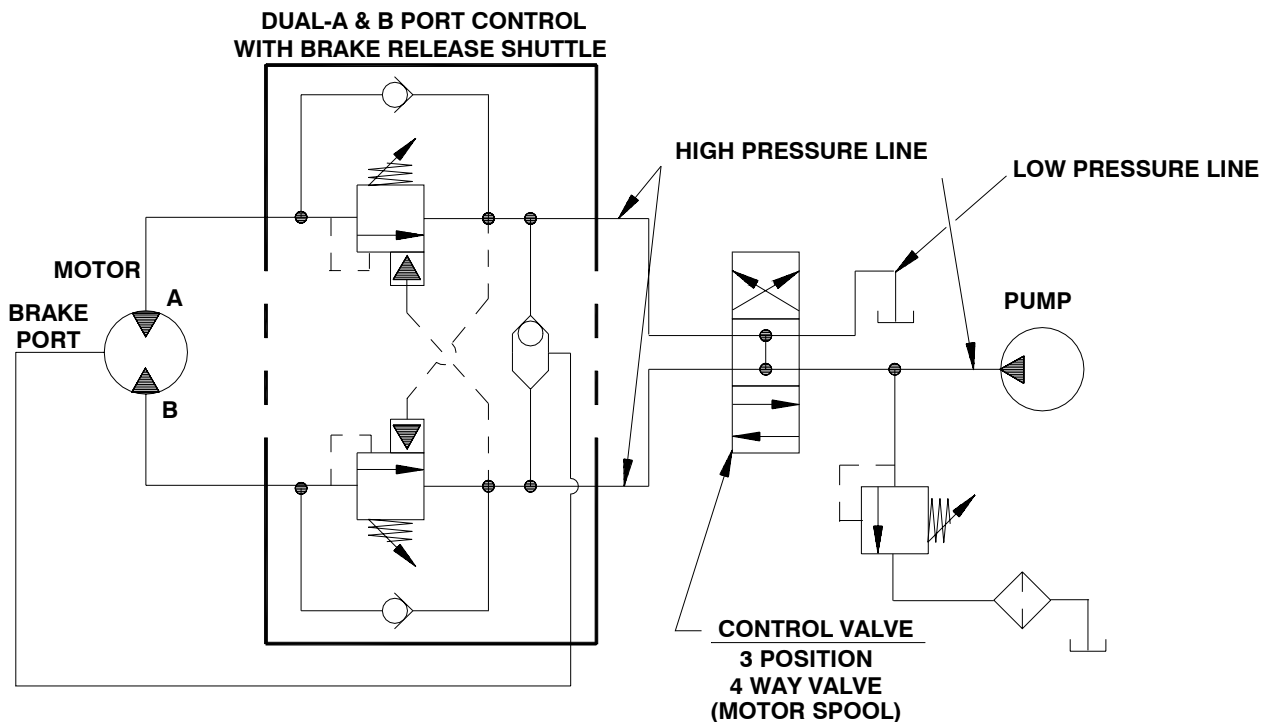 DUAL-A & B PORT CONTROL
WITH BRAKE RELEASE SHUTTLE
HIGH PRESSURE LINE
LOW PRESSURE LINE
MOTOR
A
BRAKE
PORT
PUMP
B
CONTROL VALVE
3 POSITION
4 WAY VALVE
(MOTOR SPOOL)